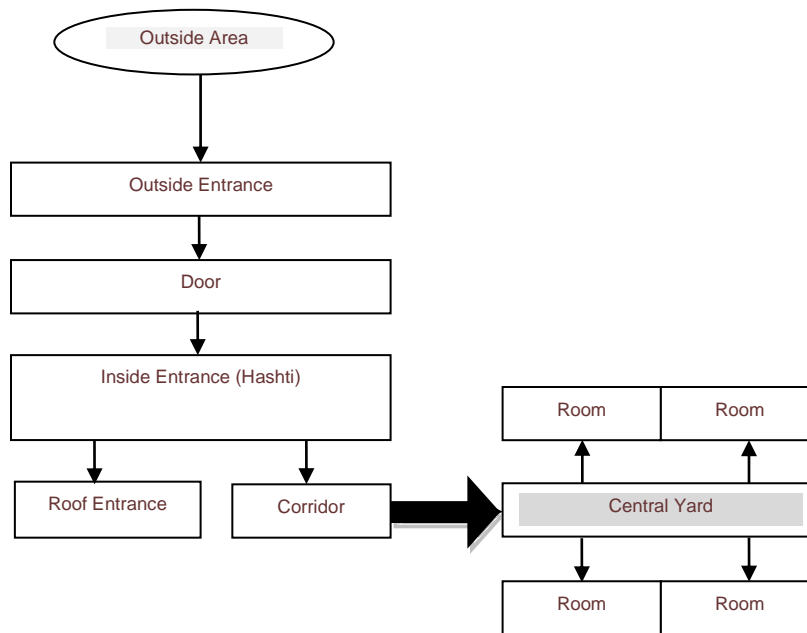 Outside Area
Outside Entrance
Door
Inside Entrance (Hashti)
Room
Room
Roof Entrance
Corridor
Central Yard
Room
Room